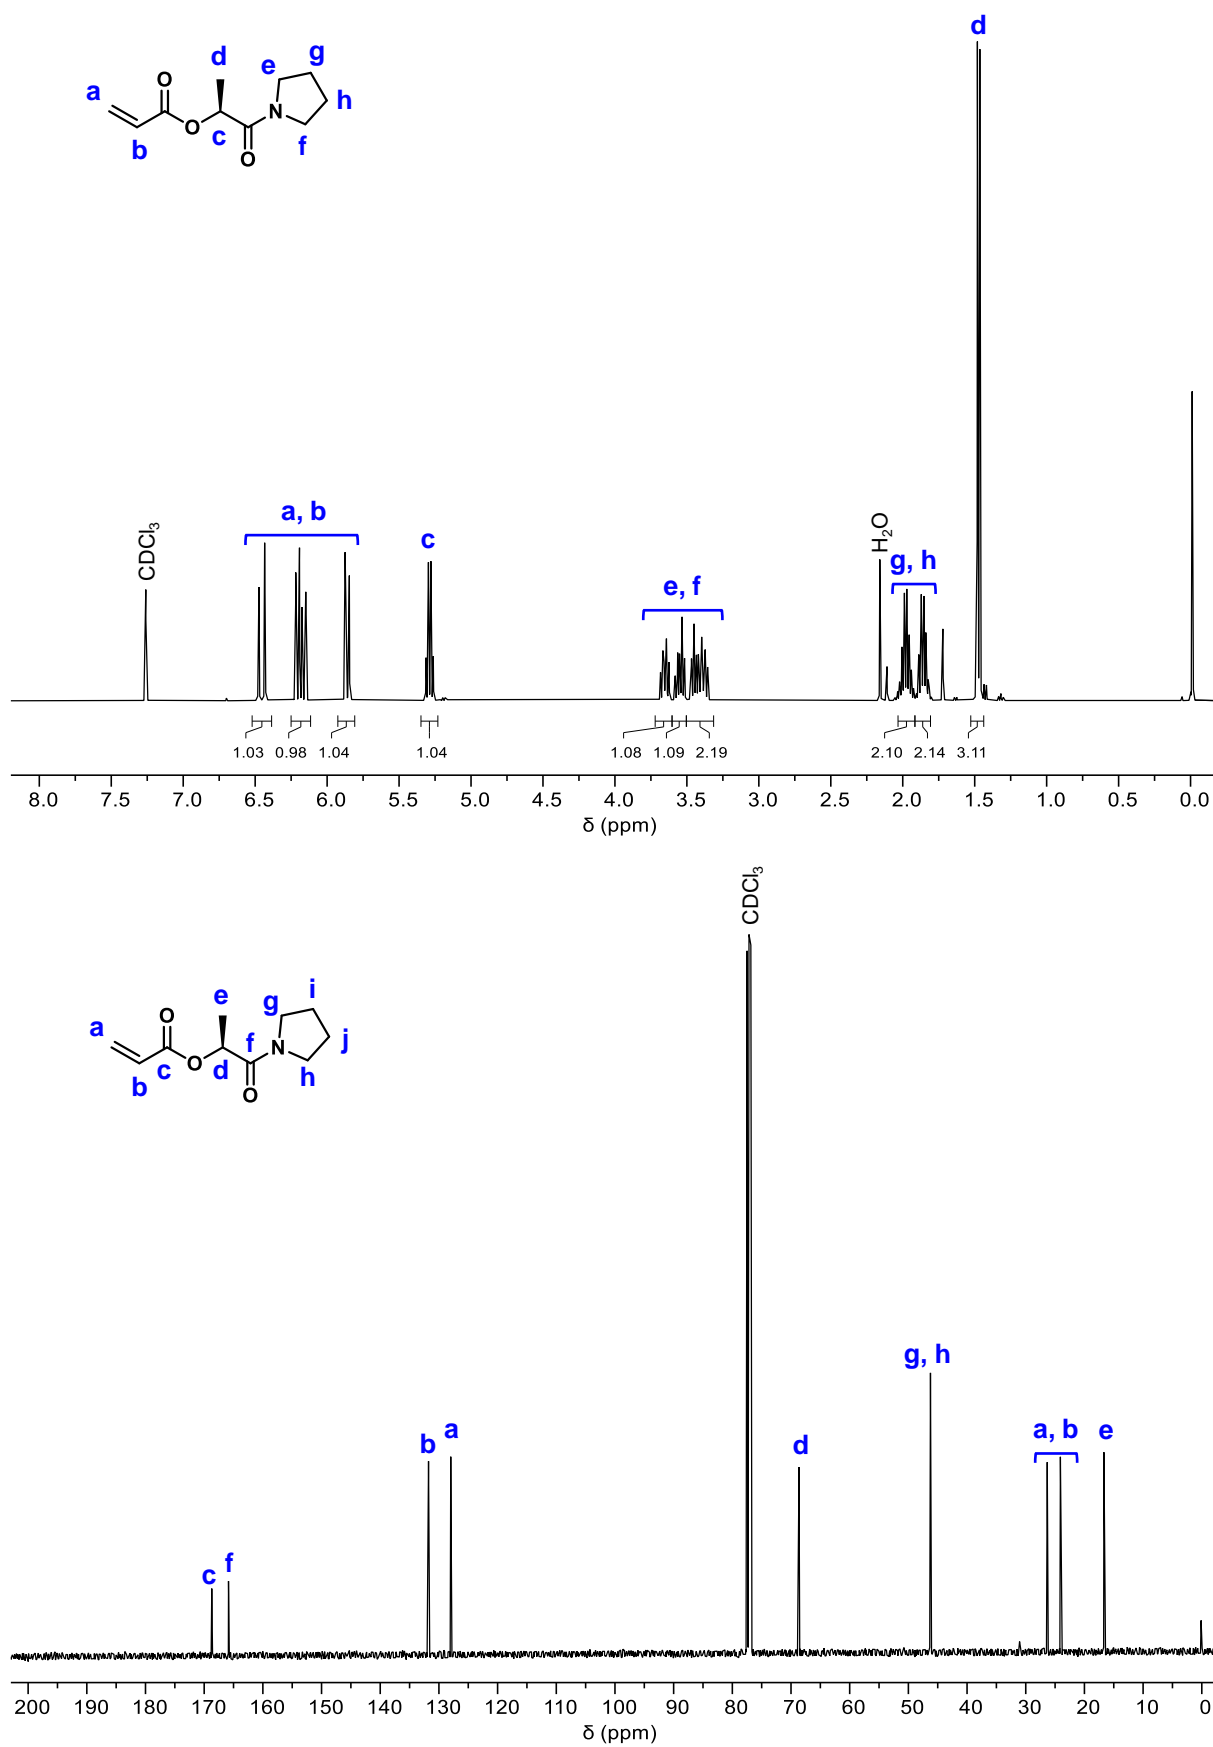 d
g
e
a
O
h
N
O
c
b
f
O
d
a, b
c
e, f
g, h
CDCl3
H2O
1.03 0.98 1.04 1.04 1.08 1.09 2.19 2.10 2.14 3.11
8.0 7.5 7.0 6.5 6.0 5.5 5.0 4.5 4.0 3.5 3.0 2.5 2.0 1.5 1.0 0.5 0.0
δ (ppm)
CDCl3
e
g
i
a
O
f
N
j
O
b
c
d
h
O
g, h
b
a
d
a, b
e
c
f
200 190 180 170 160 150 140 130 120 110 100 90 80 70 60 50 40 30 20 10 0
δ (ppm)